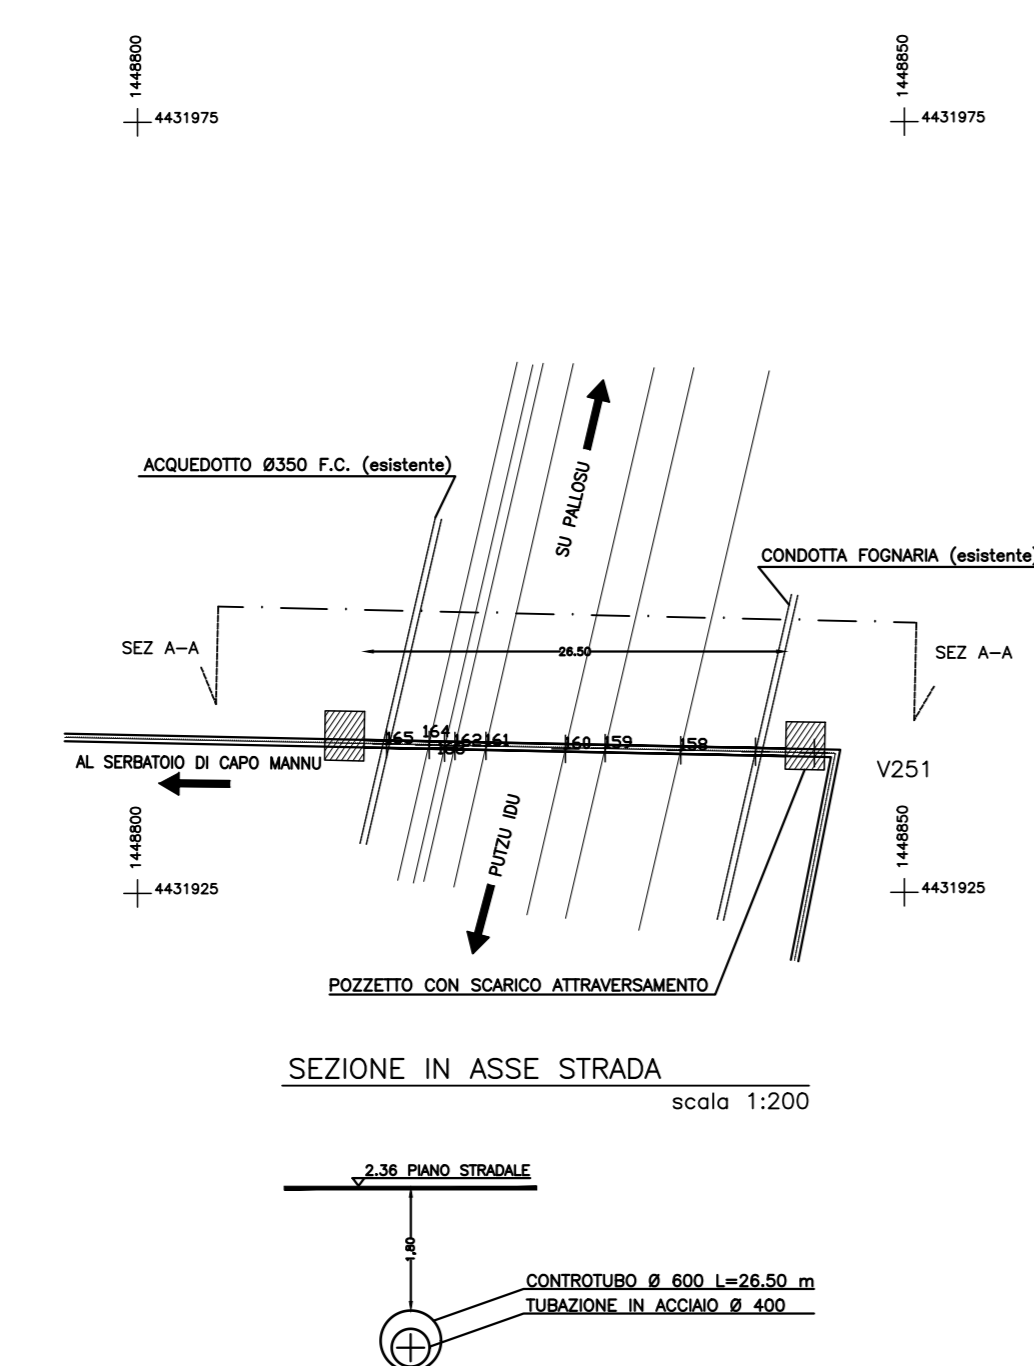 1448800
1448850
4431975
4431975
ACQUEDOTTO Ø350 F.C. (esistente)
SU PALLOSU
CONDOTTA FOGNARIA (esistente)
SEZ A-A
26.50
SEZ A-A
165
164
163
162
161
160
159
158
AL SERBATOIO DI CAPO MANNU
V251
PUTZU IDU
1448800
1448850
4431925
4431925
POZZETTO CON SCARICO ATTRAVERSAMENTO
SEZIONE IN ASSE STRADA
scala 1:200
2.36 PIANO STRADALE
1,80
CONTROTUBO Ø 600 L=26.50 m
TUBAZIONE IN ACCIAIO Ø 400